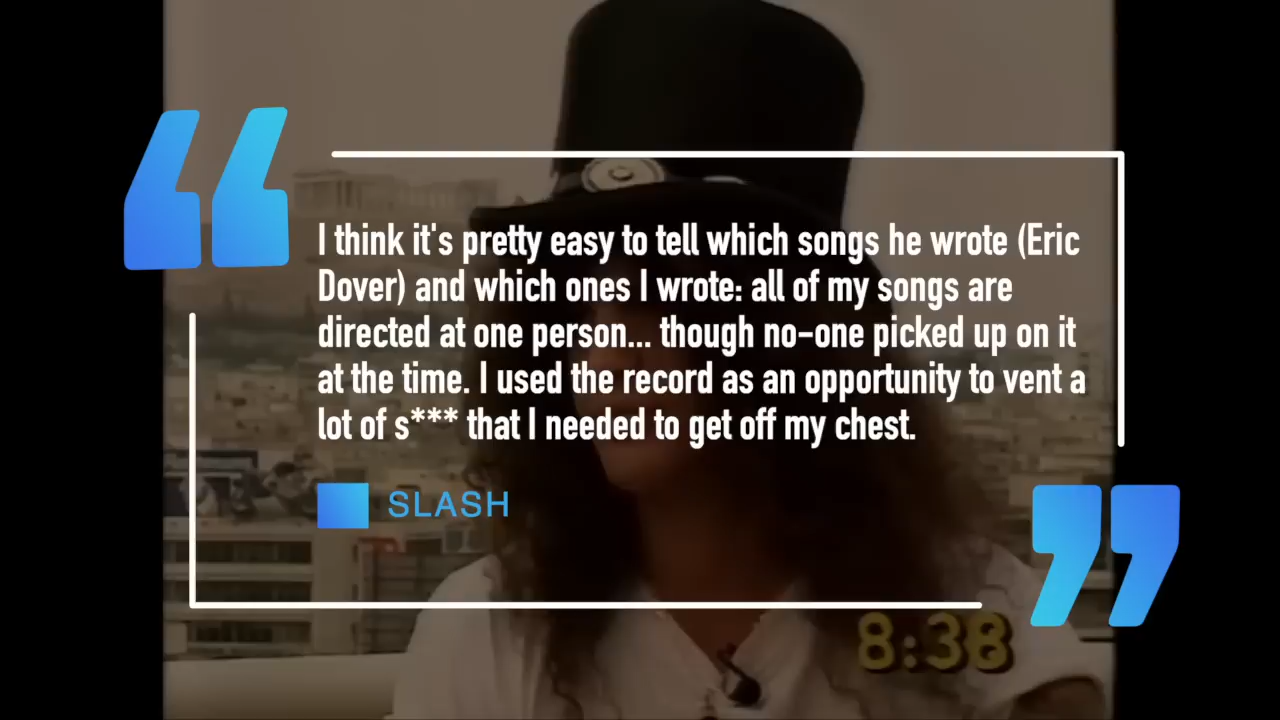 I think it's pretty easy to tell which songs he wrote (Eric
Dover) and which ones I wrote: all of my songs are
directed at one person... though no-one picked up on it
at the time. I used the record as an opportunity to vent a
lot of s*** that I needed to get off my chest.
SLASH
8:38